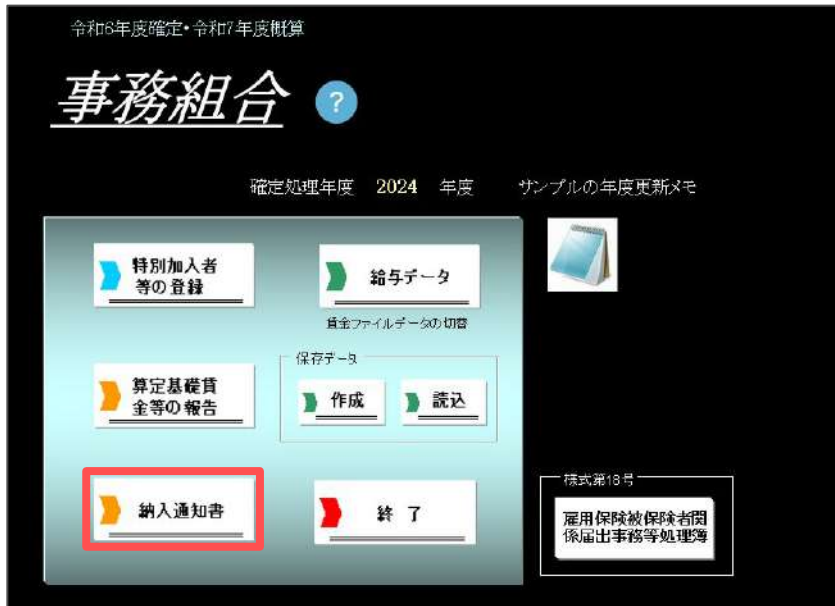 令和6年度確定・令和7年度概算
事務組合 ?
確定処理年度 2024 年度 サンプルの年度更新メモ
特別加入者
等の登録
給与データ
賃金ファイルデータの切替
算定基礎賃
金等の報告
保存データ
作成 読込
納入通知書
終 了
様式第18号
雇用保険被保険者関
係届出事務等処理簿